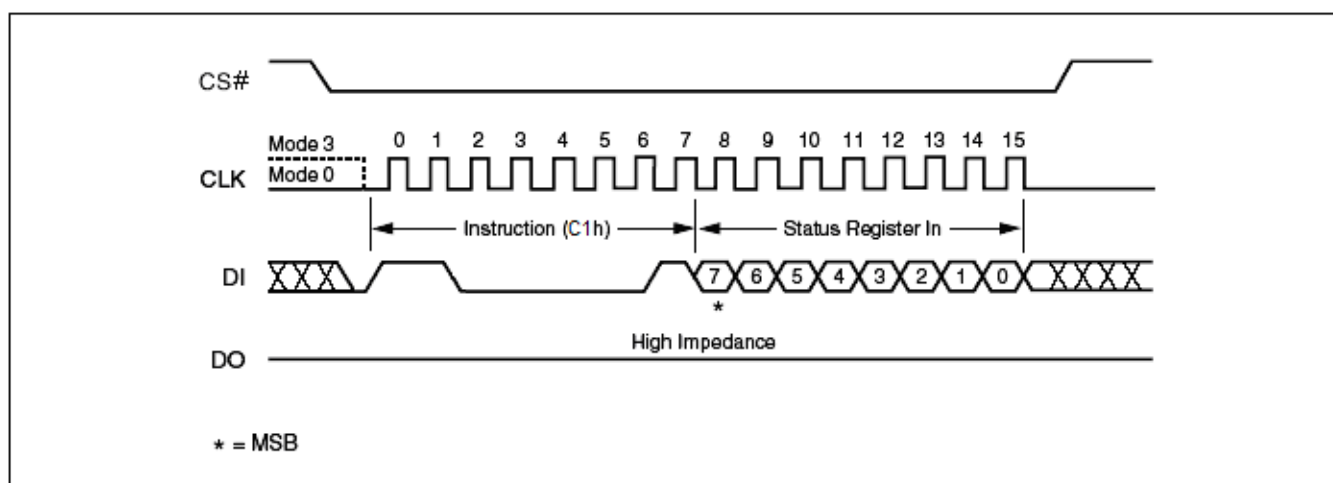 CS#
Mode 3
0 1 2 3 4 5 6 7 8 9 10 11 12 13 14 15
Mode 0
CLK
Instruction (C1h) Status Register In
DI
7 6 5 4 3 2 1 0
*
High Impedance
DO
* = MSB